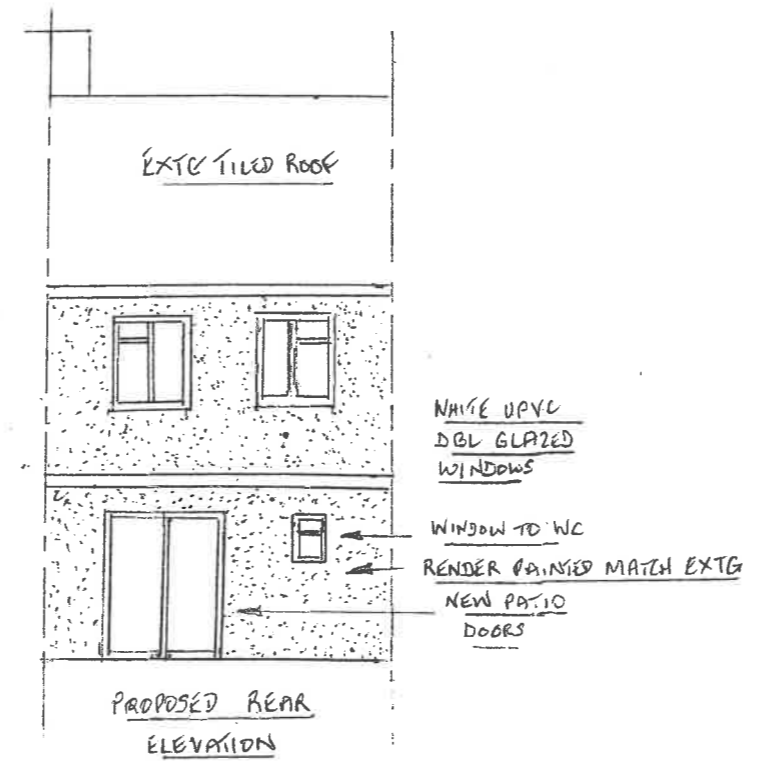 EXTG TILED ROOF
WHITE UPVC
DBL GLAZED
WINDOWS
WINDOW TO WC
RENDER PAINTED MATCH EXTG
NEW PATIO
DOORS
PROPOSED REAR
ELEVATION